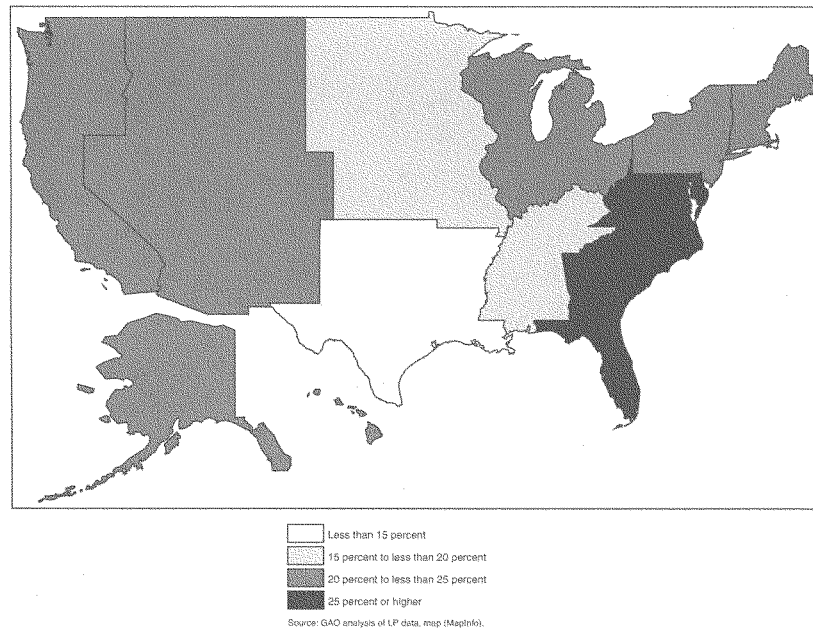 Less than 15 percent
15 percent to less than 20 percent
20 percent to less than 25 percent
25 percent or higher
Source: GAO analysis of LP data, map (MapInfo).